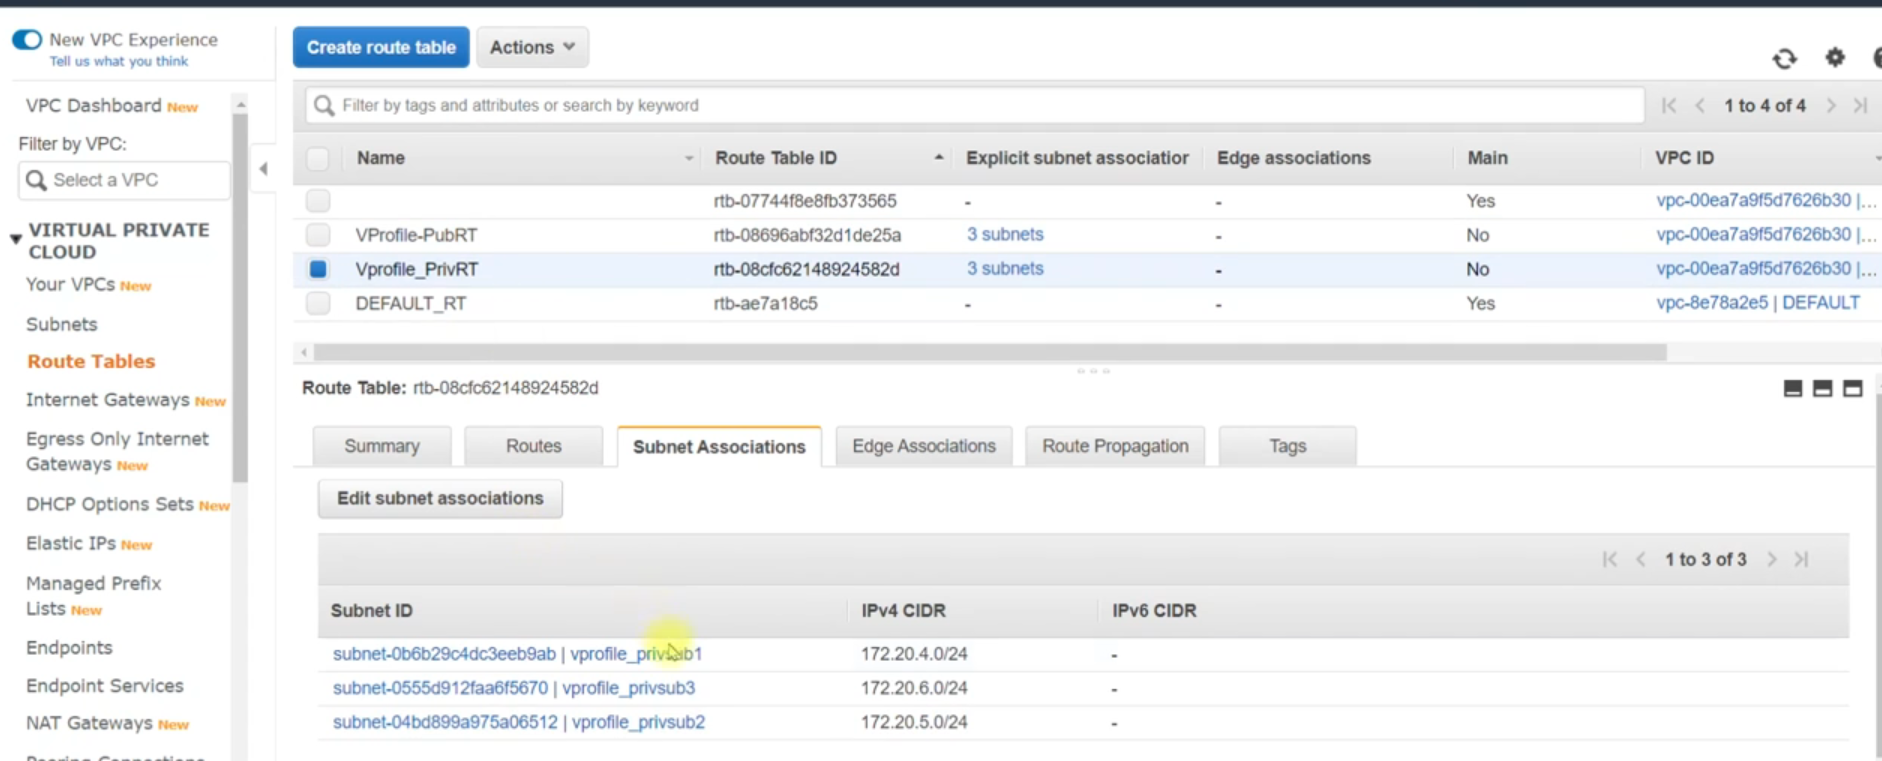 New VPC Experience
Tell us what you think
VPC Dashboard New
Filter by VPC:
Select a VPC
VIRTUAL PRIVATE
CLOUD
Your VPCs New
Subnets
Route Tables
Internet Gateways New
Egress Only Internet
Gateways New
DHCP Options Sets New
Elastic IPs New
Managed Prefix
Lists New
Endpoints
Endpoint Services
NAT Gateways New
Peering Connections
Create route table Actions
Filter by tags and attributes or search by keyword
1 to 4 of 4
Name Route Table ID Explicit subnet association Edge associations Main VPC ID
rtb-07744f8e8fb373565 - - Yes vpc-00ea7a9f5d7626b30 |...
VProfile-PubRT rtb-08696abf32d1de25a 3 subnets - No vpc-00ea7a9f5d7626b30 |...
Vprofile_PrivRT rtb-08cfc62148924582d 3 subnets - No vpc-00ea7a9f5d7626b30 |...
DEFAULT_RT rtb-ae7a18c5 - - Yes vpc-8e78a2e5 | DEFAULT
Route Table: rtb-08cfc62148924582d
Summary Routes Subnet Associations Edge Associations Route Propagation Tags
Edit subnet associations
1 to 3 of 3
Subnet ID IPv4 CIDR IPv6 CIDR
subnet-0b6b29c4dc3eeb9ab | vprofile_privsub1 172.20.4.0/24 -
subnet-0555d912faa6f5670 | vprofile_privsub3 172.20.6.0/24 -
subnet-04bd899a975a06512 | vprofile_privsub2 172.20.5.0/24 -